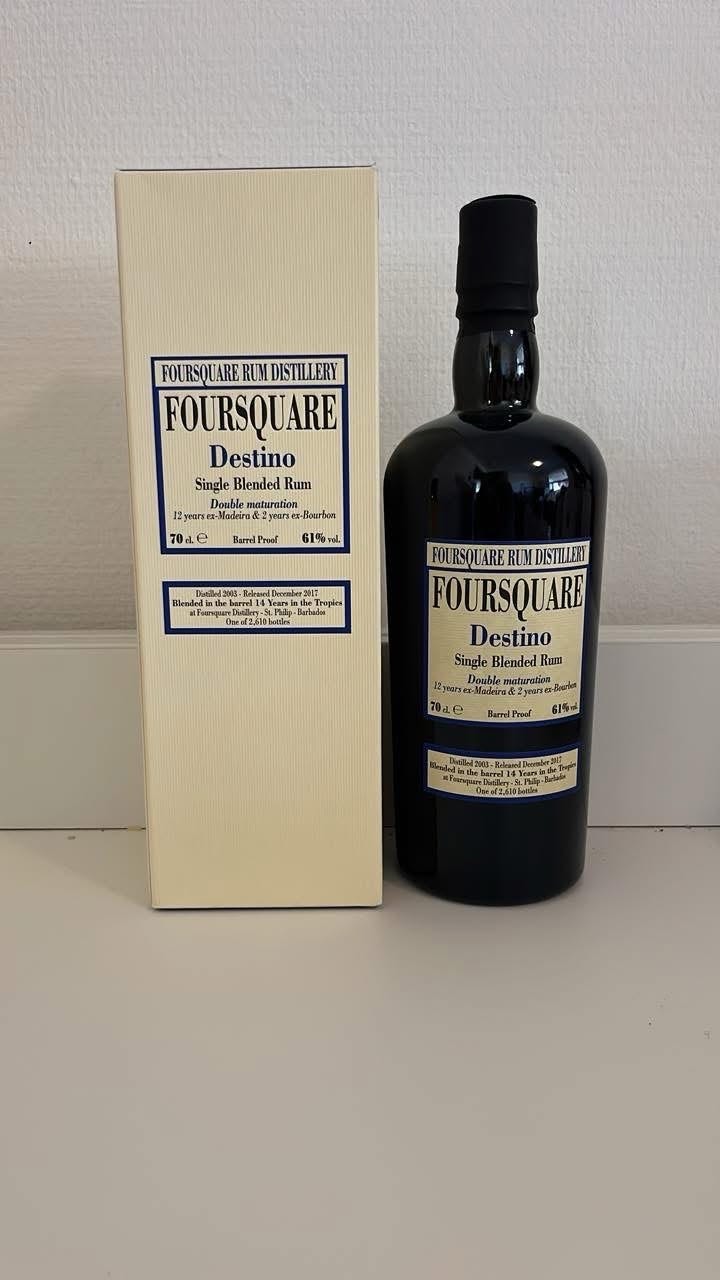 FOURSQUARE RUM DISTILLERY
FOURSQUARE
Destino
Single Blended Rum
Double maturation
12 years ex-Madeira & 2 years ex-Bourbon
70 cl. ℮ Barrel Proof 61% vol.
Distilled 2003 - Released December 2017
Blended in the barrel 14 Years in the Tropics
at Foursquare Distillery - St. Philip - Barbados
One of 2,610 bottles
FOURSQUARE RUM DISTILLERY
FOURSQUARE
Destino
Single Blended Rum
Double maturation
12 years ex-Madeira & 2 years ex-Bourbon
70 cl. ℮ Barrel Proof 61% vol.
Distilled 2003 - Released December 2017
Blended in the barrel 14 Years in the Tropics
at Foursquare Distillery - St. Philip - Barbados
One of 2,610 bottles